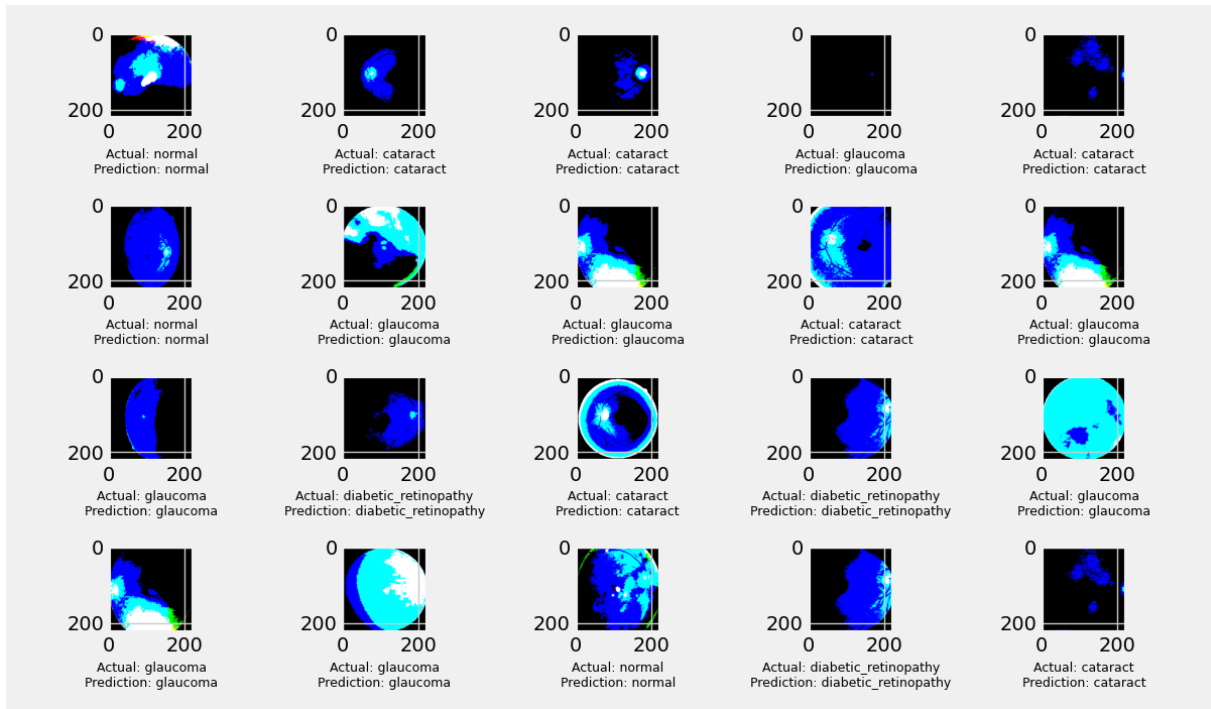 0 0 0 0 0
200 200 200 200 200
0 200 0 200 0 200 0 200 0 200
Actual: normal Actual: cataract Actual: cataract Actual: glaucoma Actual: cataract
Prediction: normal Prediction: cataract Prediction: cataract Prediction: glaucoma Prediction: cataract
0 0 0 0 0
200 200 200 200 200
0 200 0 200 0 200 0 200 0 200
Actual: normal Actual: glaucoma Actual: glaucoma Actual: cataract Actual: glaucoma
Prediction: normal Prediction: glaucoma Prediction: glaucoma Prediction: cataract Prediction: glaucoma
0 0 0 0 0
200 200 200 200 200
0 200 0 200 0 200 0 200 0 200
Actual: glaucoma Actual: diabetic_retinopathy Actual: cataract Actual: diabetic_retinopathy Actual: glaucoma
Prediction: glaucoma Prediction: diabetic_retinopathy Prediction: cataract Prediction: diabetic_retinopathy Prediction: glaucoma
0 0 0 0 0
200 200 200 200 200
0 200 0 200 0 200 0 200 0 200
Actual: glaucoma Actual: glaucoma Actual: normal Actual: diabetic_retinopathy Actual: cataract
Prediction: glaucoma Prediction: glaucoma Prediction: normal Prediction: diabetic_retinopathy Prediction: cataract